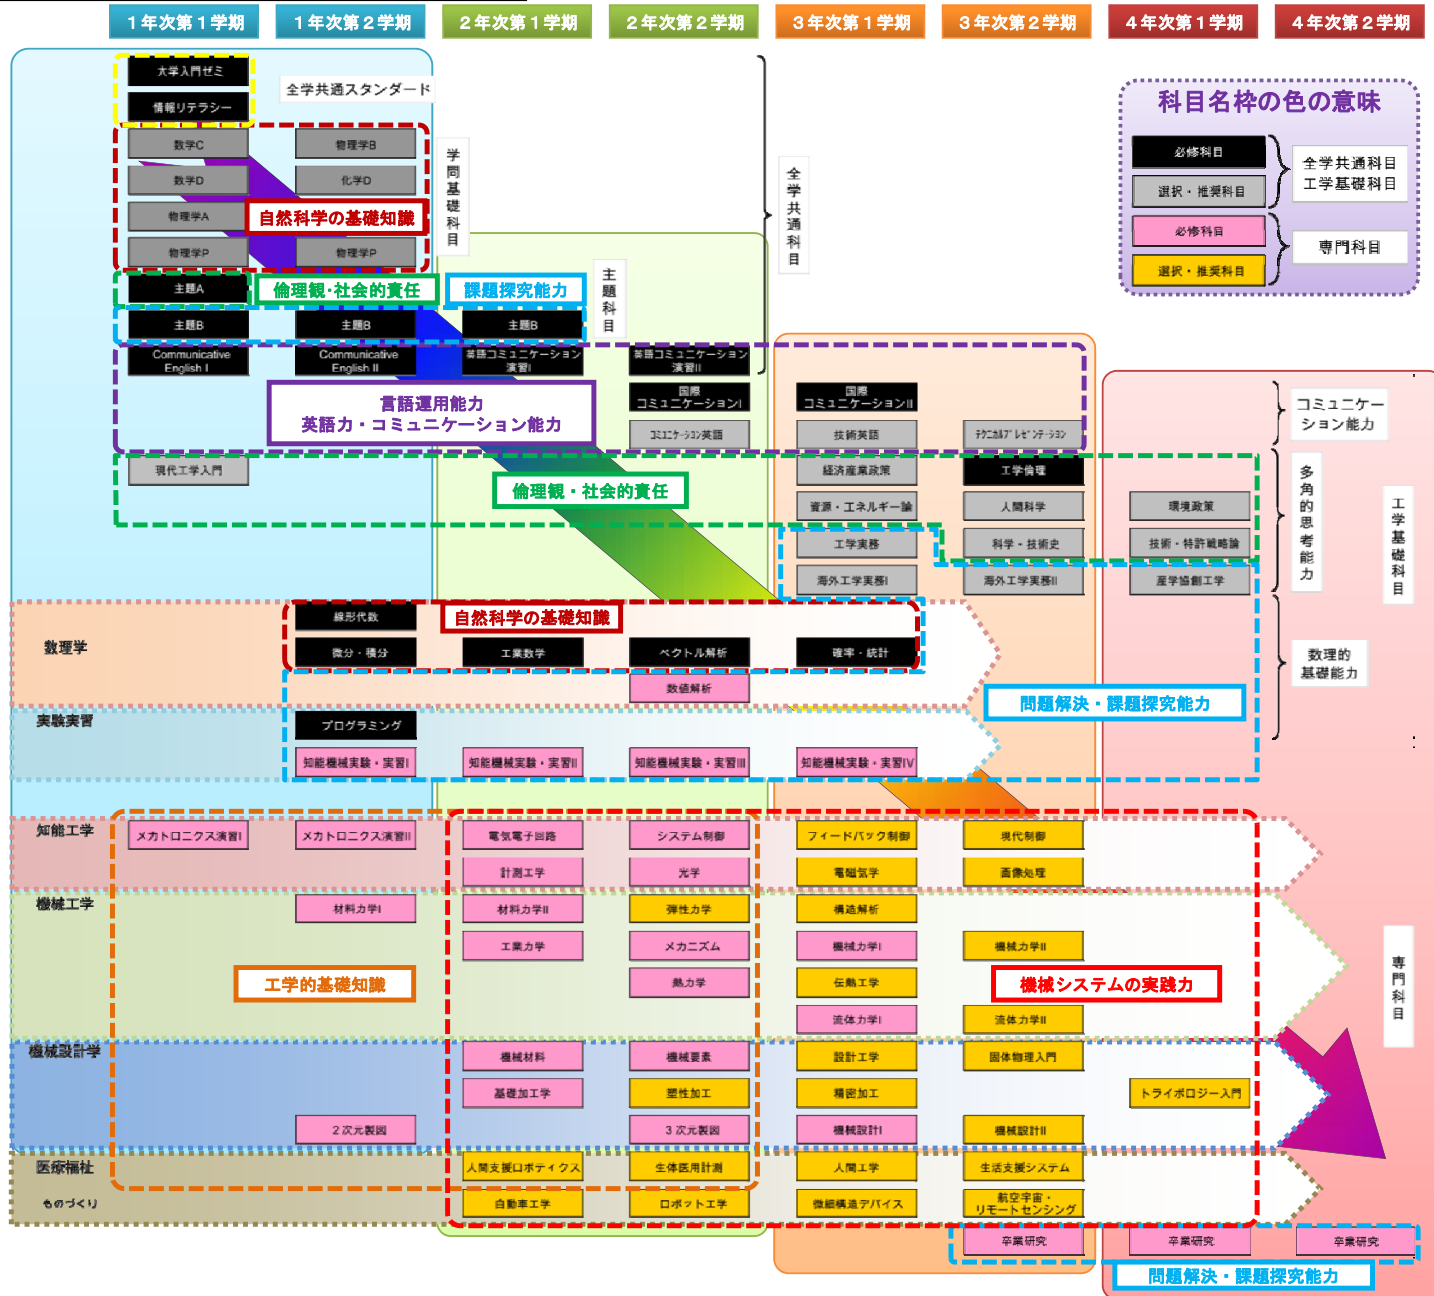 1年次第1学期
1年次第2学期
2年次第1学期
2年次第2学期
3年次第1学期
3年次第2学期
4年次第1学期
4年次第2学期
大学入門ゼミ
全学共通スタンダード
情報リテラシー
科目名枠の色の意味
必修科目
選択・推奨科目
全学共通科目
工学基礎科目
必修科目
選択・推奨科目
専門科目
数学C
物理学B
数学D
化学D
物理学A
自然科学の基礎知識
物理学P
物理学P
学問基礎科目
全学共通科目
主題A
倫理観・社会的責任
課題探究能力
主題科目
主題B
主題B
主題B
Communicative
English I
Communicative
English II
英語コミュニケーション
演習I
英語コミュニケーション
演習II
国際
コミュニケーションI
国際
コミュニケーションII
言語運用能力
英語力・コミュニケーション能力
コミュニケーション英語
技術英語
テクニカルプレゼンテーション
コミュニケー
ション能力
現代工学入門
経済産業政策
工学倫理
倫理観・社会的責任
資源・エネルギー論
人間科学
環境政策
多角的思考能力
工学基礎科目
工学実務
科学・技術史
技術・特許戦略論
海外工学実務I
海外工学実務II
産学協創工学
線形代数
自然科学の基礎知識
数理学
微分・積分
工業数学
ベクトル解析
確率・統計
数理的
基礎能力
数値解析
問題解決・課題探究能力
実験実習
プログラミング
知能機械実験・実習I
知能機械実験・実習II
知能機械実験・実習III
知能機械実験・実習IV
知能工学
メカトロニクス演習I
メカトロニクス演習II
電気電子回路
システム制御
フィードバック制御
現代制御
計測工学
光学
電磁気学
画像処理
機械工学
材料力学I
材料力学II
弾性力学
構造解析
工業力学
メカニズム
機械力学I
機械力学II
工学的基礎知識
熱力学
伝熱工学
機械システムの実践力
専門科目
流体力学I
流体力学II
機械設計学
機械材料
機械要素
設計工学
固体物理入門
基礎加工学
塑性加工
精密加工
トライボロジー入門
2次元製図
3次元製図
機械設計I
機械設計II
医療福祉
人間支援ロボティクス
生体医用計測
人間工学
生活支援システム
ものづくり
自動車工学
ロボット工学
微細構造デバイス
航空宇宙・
リモートセンシング
卒業研究
卒業研究
卒業研究
問題解決・課題探究能力